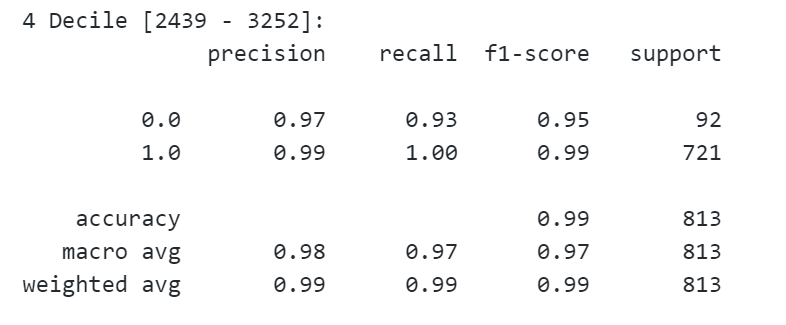 4 Decile [2439 - 3252]:
precision recall f1-score support
0.0 0.97 0.93 0.95 92
1.0 0.99 1.00 0.99 721
accuracy 0.99 813
macro avg 0.98 0.97 0.97 813
weighted avg 0.99 0.99 0.99 813